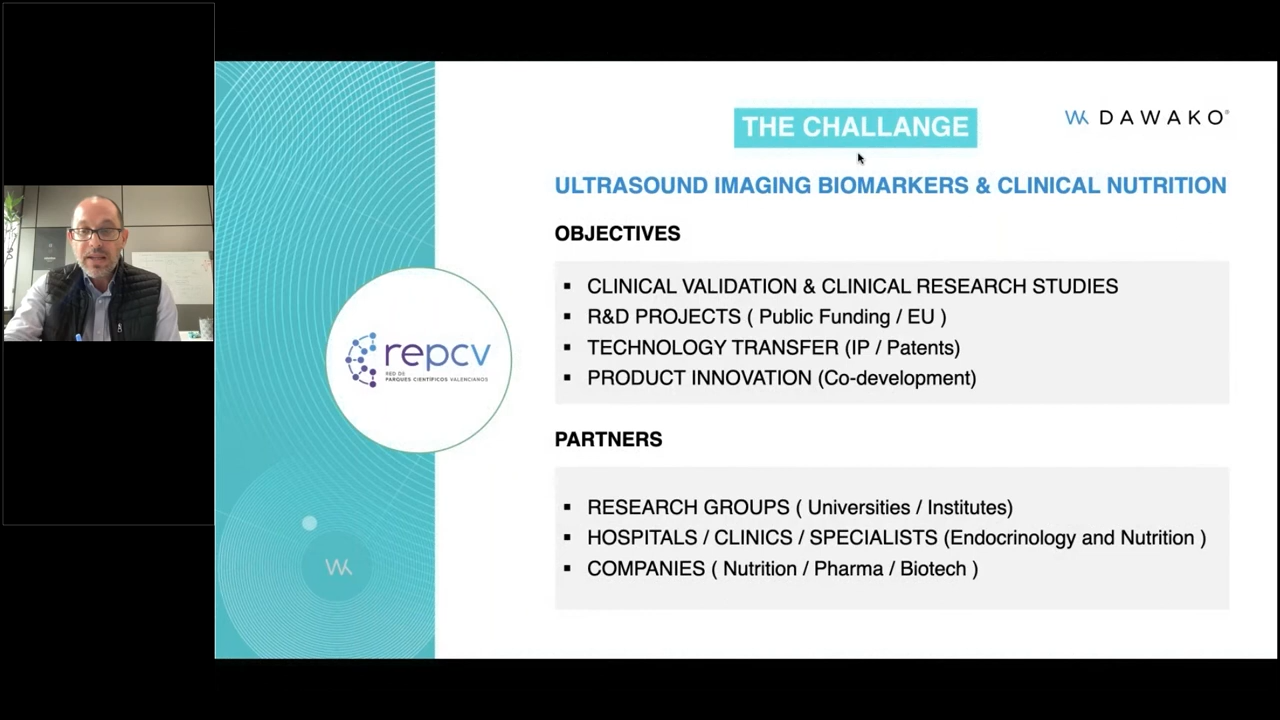 THE CHALLANGE
WK DAWAKO®
ULTRASOUND IMAGING BIOMARKERS & CLINICAL NUTRITION
OBJECTIVES
▪ CLINICAL VALIDATION & CLINICAL RESEARCH STUDIES
▪ R&D PROJECTS ( Public Funding / EU )
▪ TECHNOLOGY TRANSFER (IP / Patents)
▪ PRODUCT INNOVATION (Co-development)
repcv
RED DE
PARQUES CIENTÍFICOS VALENCIANOS
PARTNERS
▪ RESEARCH GROUPS ( Universities / Institutes)
▪ HOSPITALS / CLINICS / SPECIALISTS (Endocrinology and Nutrition )
▪ COMPANIES ( Nutrition / Pharma / Biotech )
WK